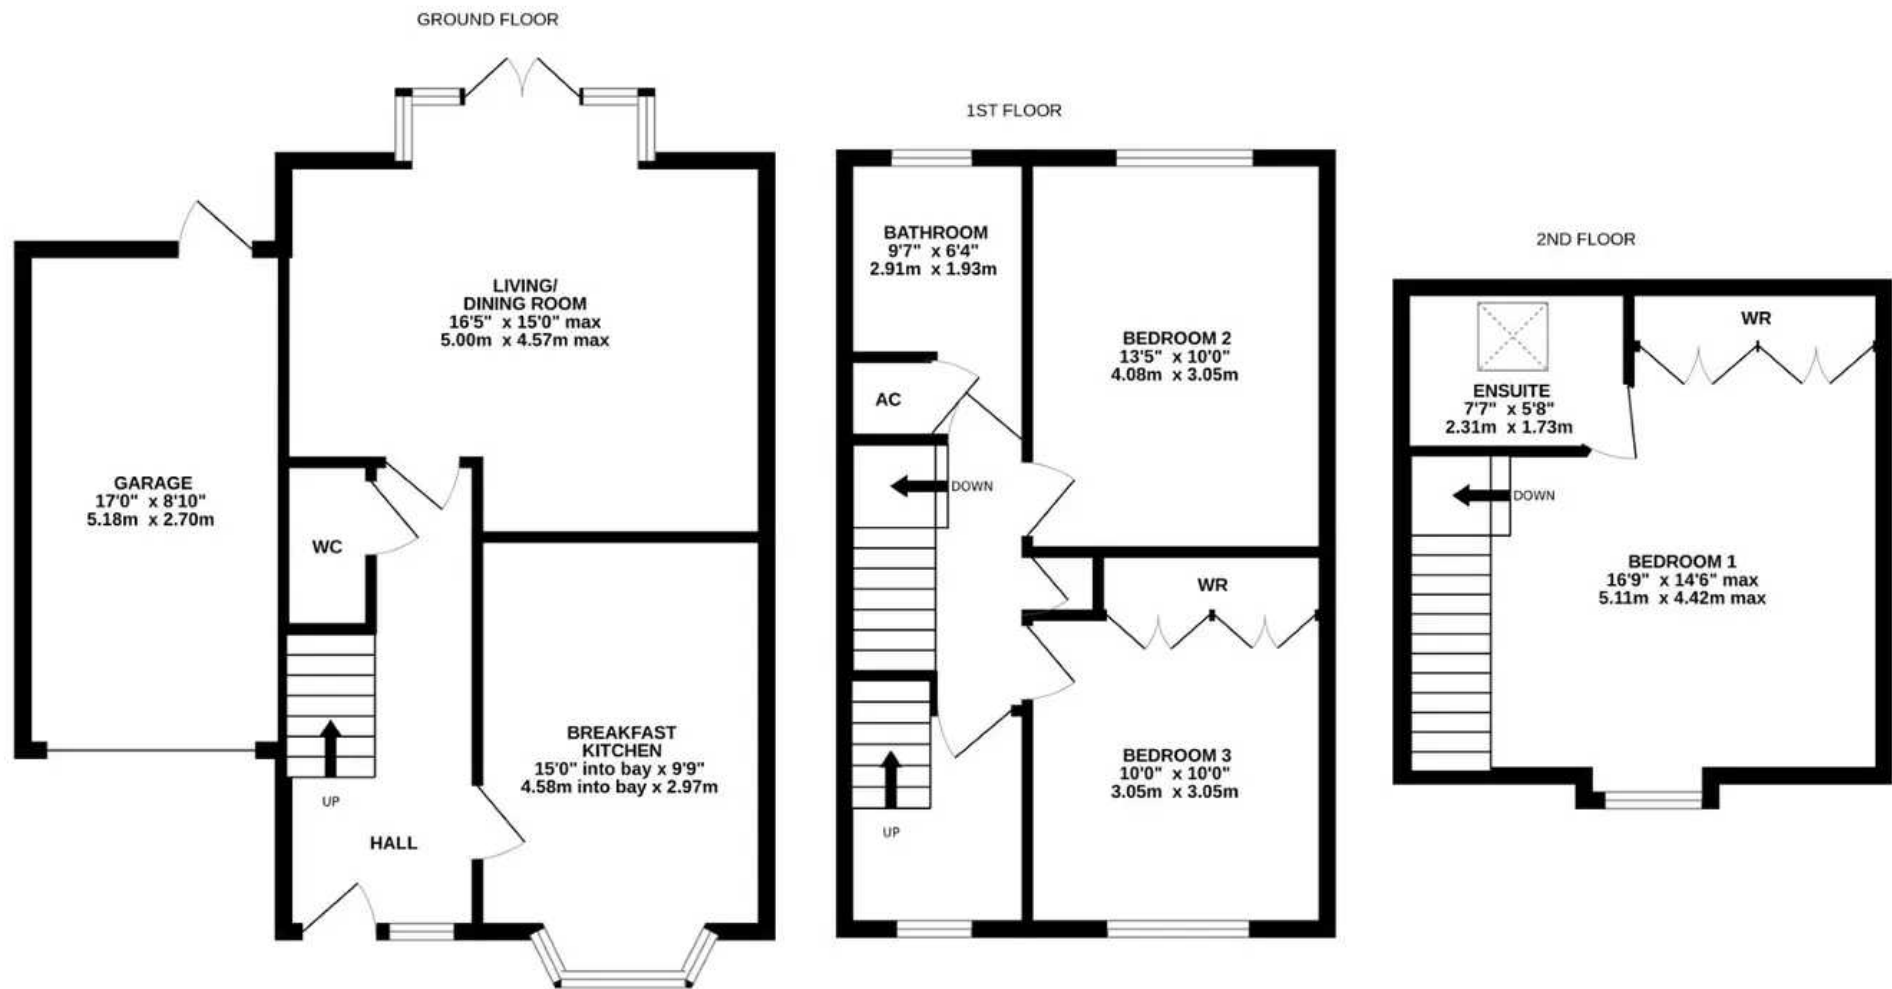 GROUND FLOOR
LIVING/
DINING ROOM
16'5" x 15'0" max
5.00m x 4.57m max
GARAGE
17'0" x 8'10"
5.18m x 2.70m
WC
BREAKFAST
KITCHEN
15'0" into bay x 9'9"
4.58m into bay x 2.97m
UP
HALL
1ST FLOOR
BATHROOM
9'7" x 6'4"
2.91m x 1.93m
BEDROOM 2
13'5" x 10'0"
4.08m x 3.05m
AC
DOWN
WR
BEDROOM 3
10'0" x 10'0"
3.05m x 3.05m
UP
2ND FLOOR
WR
ENSUITE
7'7" x 5'8"
2.31m x 1.73m
DOWN
BEDROOM 1
16'9" x 14'6" max
5.11m x 4.42m max